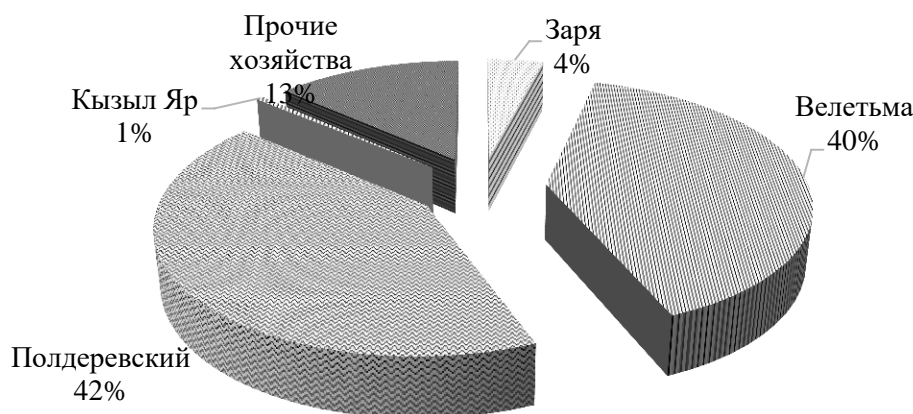 Прочие
хозяйства
13%
Заря
4%
Кызыл Яр
1%
Велетьма
40%
Полдеревский
42%